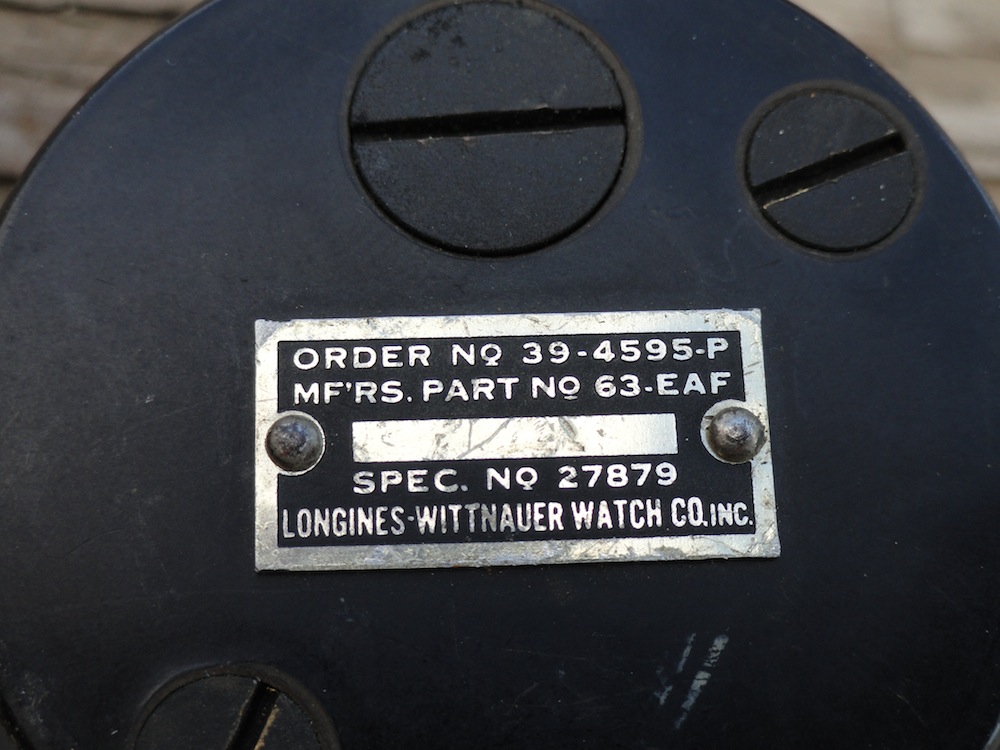 ORDER Nº 39-4595-P
MF'RS. PART Nº 63-EAF
SPEC. Nº 27879
LONGINES-WITTNAUER WATCH CO. INC.